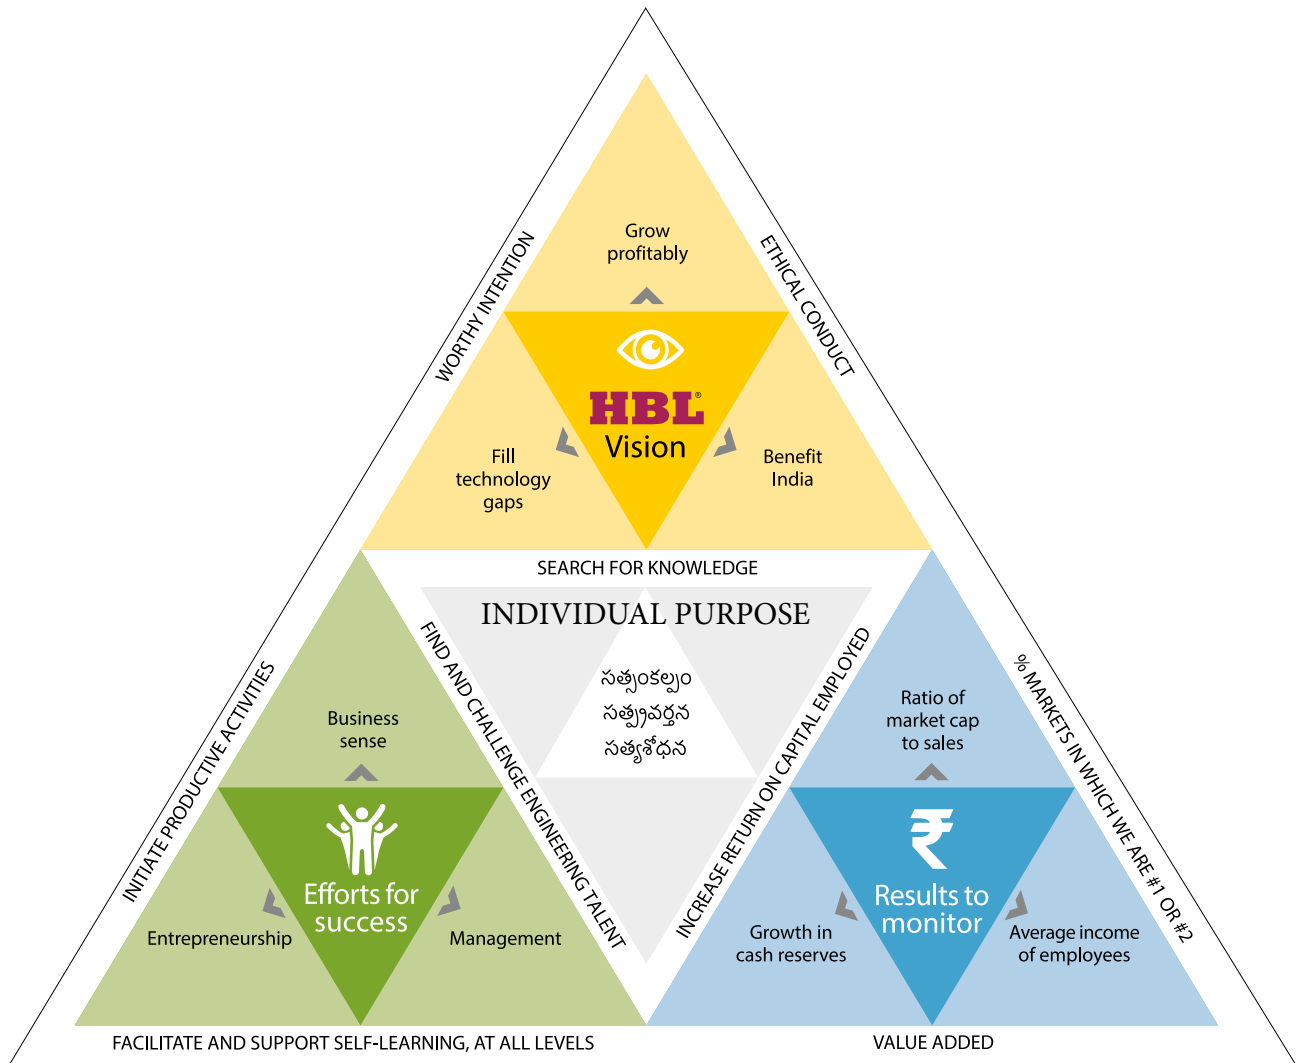 Grow
profitably
WORTHY INTENTION
ETHICAL CONDUCT
HBL®
Vision
Fill
technology
gaps
Benefit
India
SEARCH FOR KNOWLEDGE
INDIVIDUAL PURPOSE
సత్సంకల్పం
సత్ప్రవర్తన
సత్యశోధన
INITIATE PRODUCTIVE ACTIVITIES
FIND AND CHALLENGE ENGINEERING TALENT
Business
sense
Efforts for
success
Entrepreneurship
Management
FACILITATE AND SUPPORT SELF-LEARNING, AT ALL LEVELS
INCREASE RETURN ON CAPITAL EMPLOYED
% MARKETS IN WHICH WE ARE #1 OR #2
Ratio of
market cap
to sales
₹
Results to
monitor
Growth in
cash reserves
Average income
of employees
VALUE ADDED